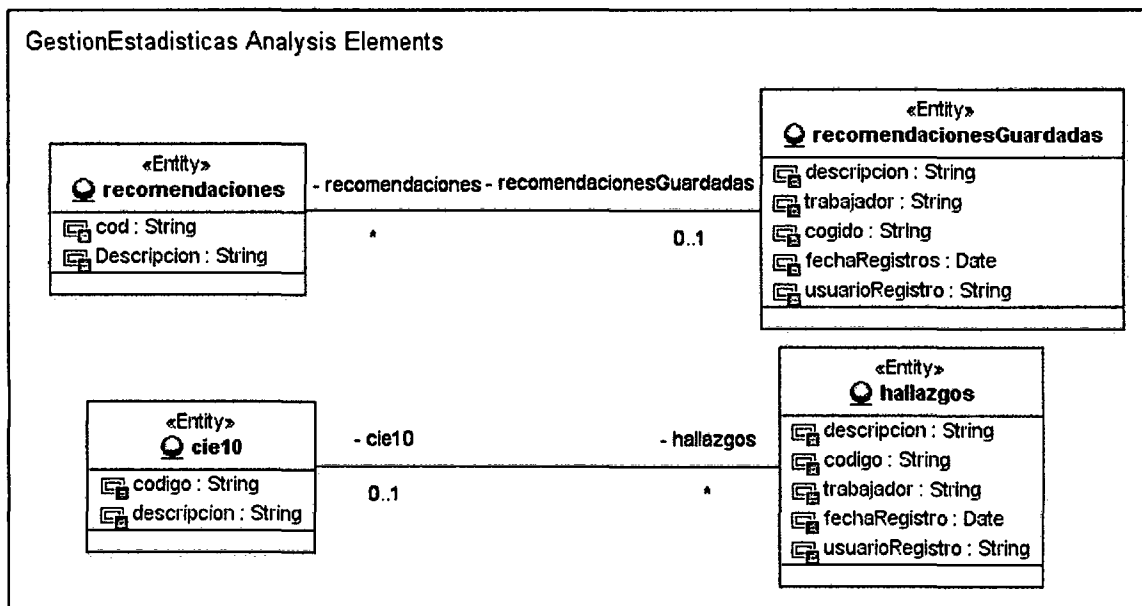 GestionEstadisticas Analysis Elements
«Entity»
recomendaciones
cod : String
Descripcion : String
- recomendaciones - recomendacionesGuardadas
* 0..1
«Entity»
recomendacionesGuardadas
descripcion : String
trabajador : String
cogido : String
fechaRegistros : Date
usuarioRegistro : String
«Entity»
cie10
codigo : String
descripcion : String
- cie10 - hallazgos
0..1 *
«Entity»
hallazgos
descripcion : String
codigo : String
trabajador : String
fechaRegistro : Date
usuarioRegistro : String